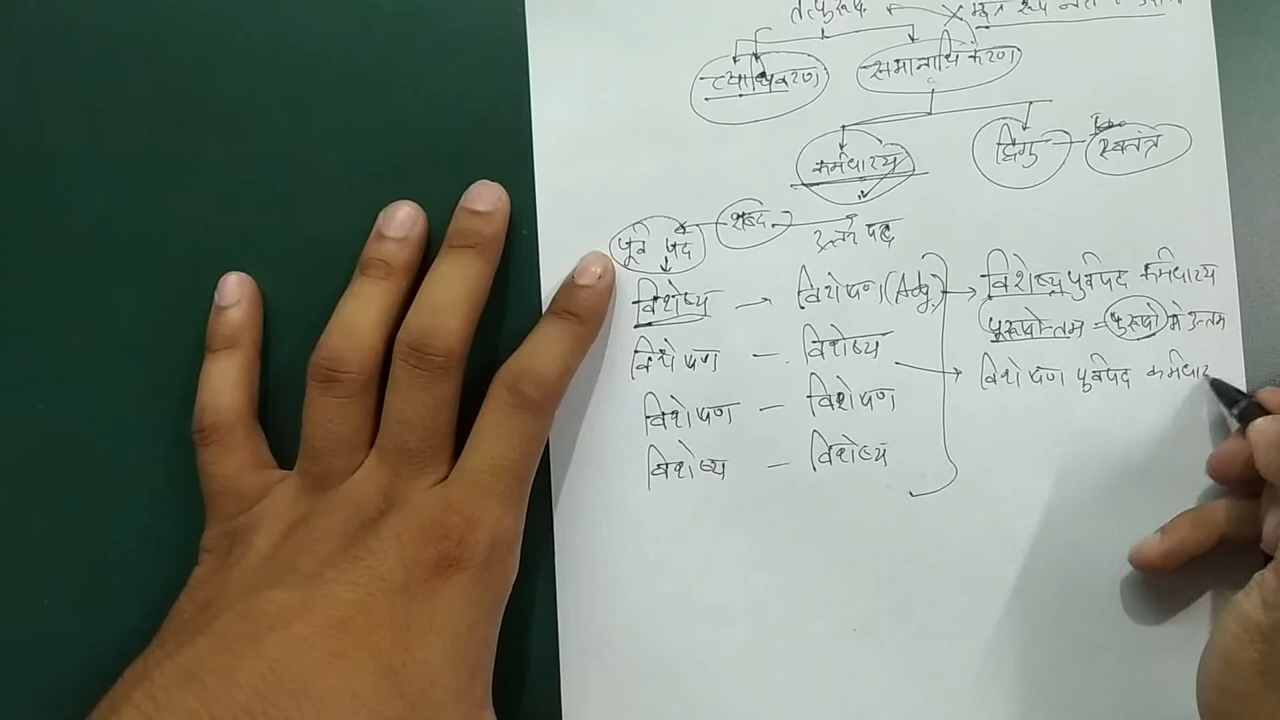 तत्पुरूष
व्याधिकरण समानाधिकरण
कर्मधारय द्विगु — स्वतंत्र
शब्द
पूर्व पद उत्तर पद
विशेष्य → विशेषण (Adj.) → विशेष्य पुर्वपद कर्मधारय
पुरूषोत्तम = पुरूषो मे उत्तम
विशेषण – विशेष्य → विशेषण पुर्वपद कर्मधार
विशेषण – विशेषण
विशेष्य – विशेष्य